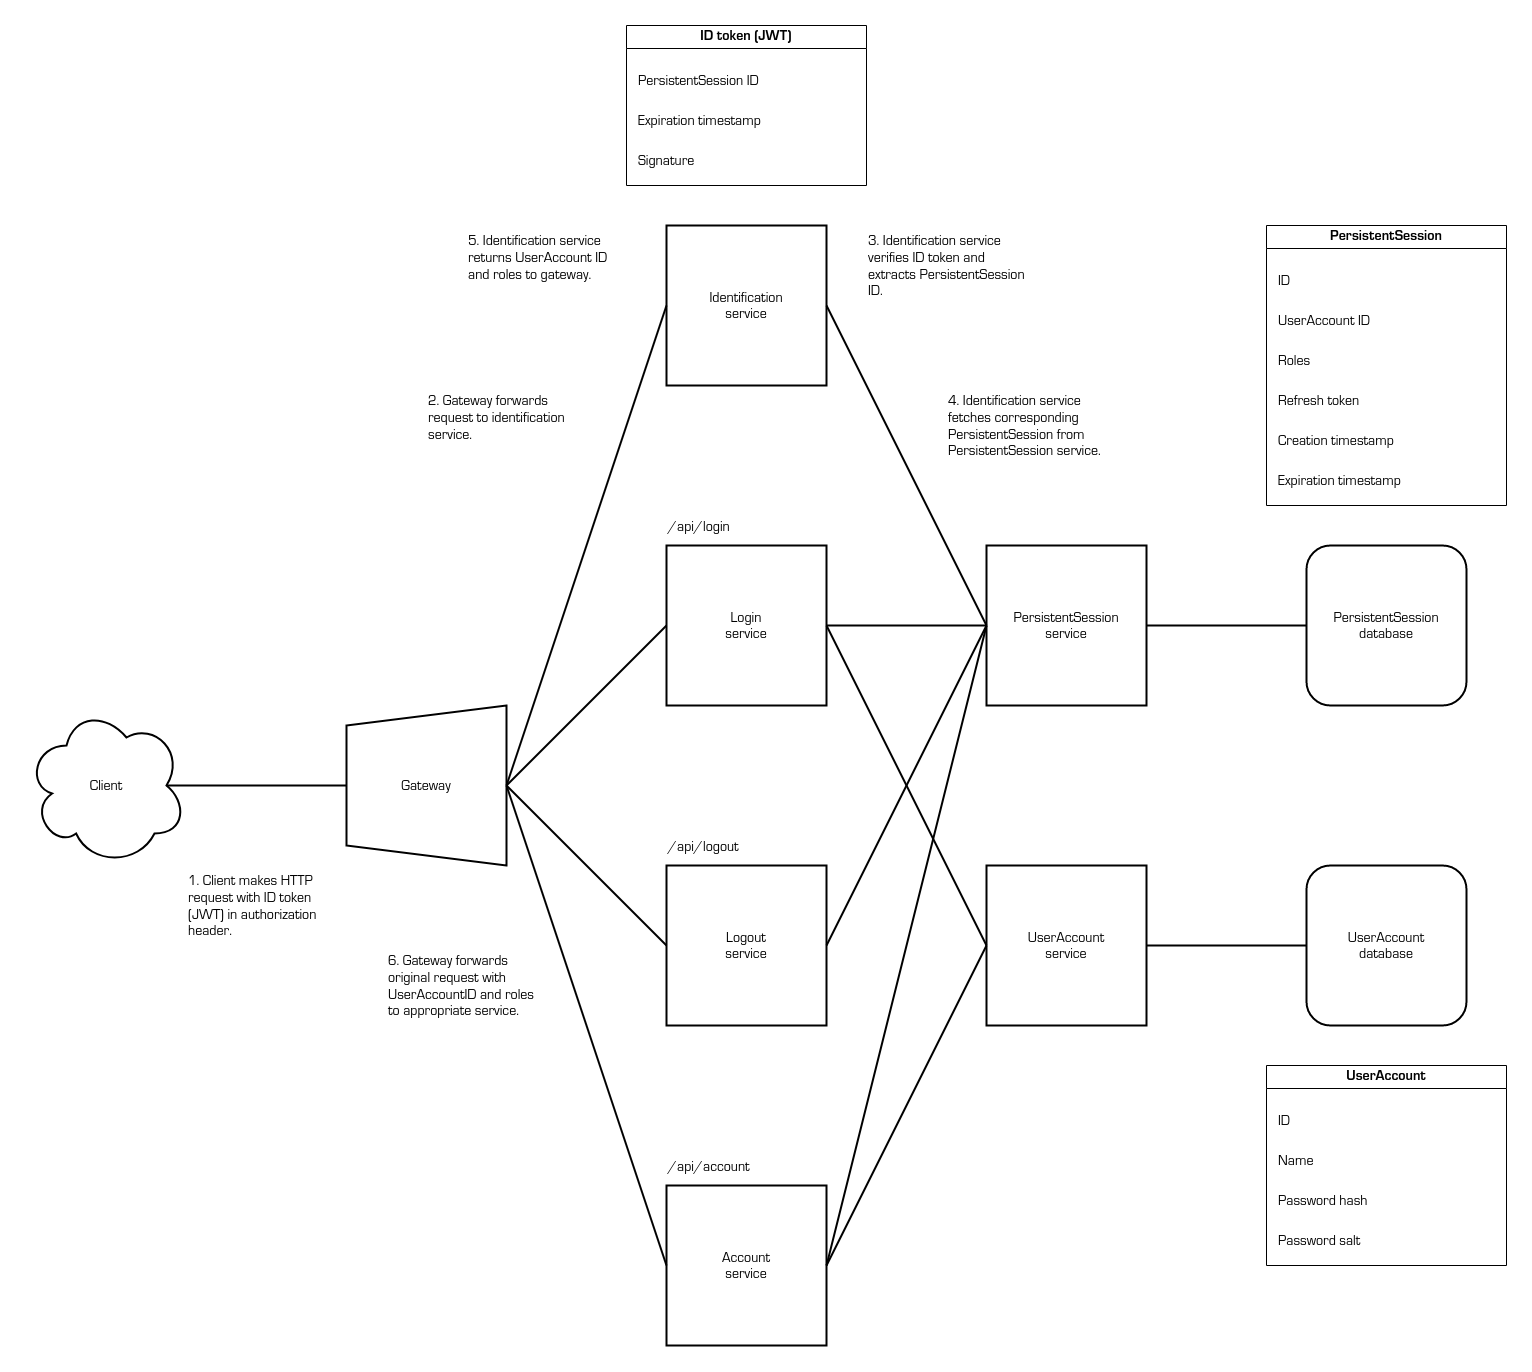 ID token (JWT)
PersistentSession ID
Expiration timestamp
Signature
5. Identification service
returns UserAccount ID
and roles to gateway.
Identification
service
3. Identification service
verifies ID token and
extracts PersistentSession
ID.
PersistentSession
ID
UserAccount ID
Roles
Refresh token
Creation timestamp
Expiration timestamp
2. Gateway forwards
request to identification
service.
4. Identification service
fetches corresponding
PersistentSession from
PersistentSession service.
/api/login
Login
service
PersistentSession
service
PersistentSession
database
Client
Gateway
/api/logout
1. Client makes HTTP
request with ID token
(JWT) in authorization
header.
Logout
service
UserAccount
service
UserAccount
database
6. Gateway forwards
original request with
UserAccountID and roles
to appropriate service.
UserAccount
ID
Name
Password hash
Password salt
/api/account
Account
service